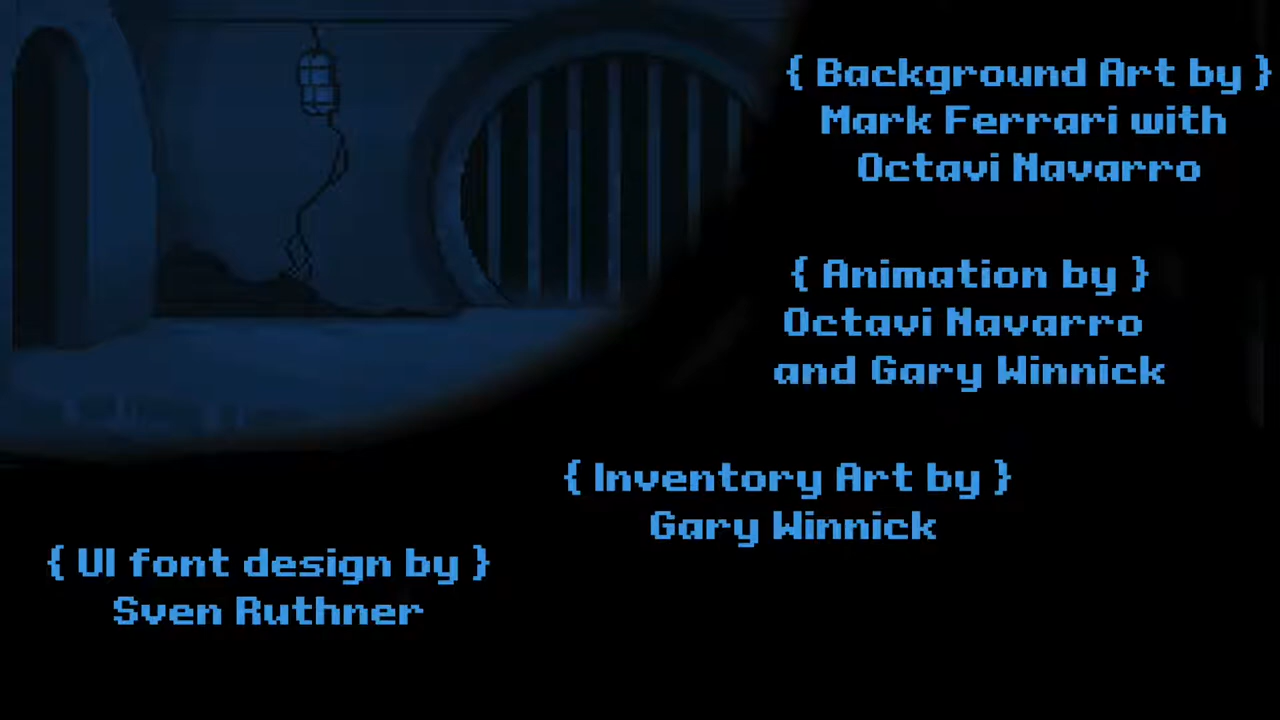 { Background Art by }
Mark Ferrari with
Octavi Navarro
{ Animation by }
Octavi Navarro
and Gary Winnick
{ Inventory Art by }
Gary Winnick
{ UI font design by }
Sven Ruthner